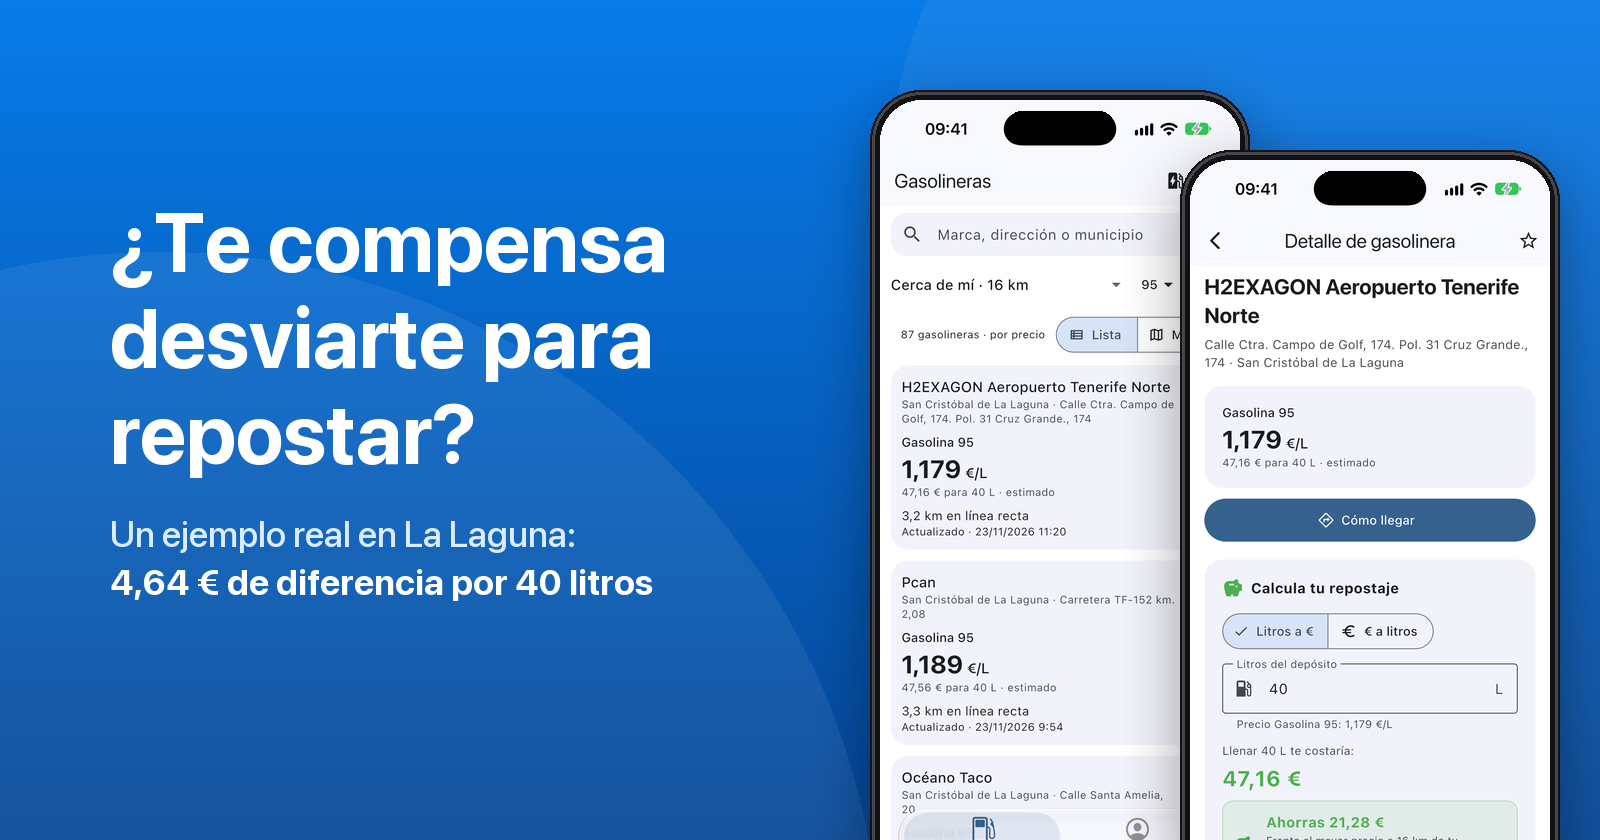 ¿Te compensa
desviarte para
repostar?
Un ejemplo real en La Laguna:
4,64 € de diferencia por 40 litros
09:41
Gasolineras
Marca, dirección o municipio
Cerca de mí · 16 km
95
87 gasolineras · por precio
Lista
M
H2EXAGON Aeropuerto Tenerife Norte
San Cristóbal de La Laguna · Calle Ctra. Campo de
Golf, 174. Pol. 31 Cruz Grande., 174
Gasolina 95
1,179 €/L
47,16 € para 40 L · estimado
3,2 km en línea recta
Actualizado · 23/11/2026 11:20
Pcan
San Cristóbal de La Laguna · Carretera TF-152 km.
2,08
Gasolina 95
1,189 €/L
47,56 € para 40 L · estimado
3,3 km en línea recta
Actualizado · 23/11/2026 9:54
Océano Taco
San Cristóbal de La Laguna · Calle Santa Amelia,
20
09:41
Detalle de gasolinera
H2EXAGON Aeropuerto Tenerife
Norte
Calle Ctra. Campo de Golf, 174. Pol. 31 Cruz Grande.,
174 · San Cristóbal de La Laguna
Gasolina 95
1,179 €/L
47,16 € para 40 L · estimado
Cómo llegar
Calcula tu repostaje
Litros a €
€ € a litros
Litros del depósito
40 L
Precio Gasolina 95: 1,179 €/L
Llenar 40 L te costaría:
47,16 €
Ahorras 21,28 €